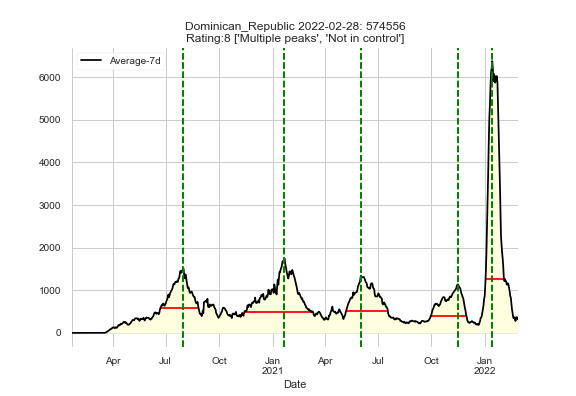 Dominican_Republic 2022-02-28: 574556
Rating:8 ['Multiple peaks', 'Not in control']
Average-7d
6000
5000
4000
3000
2000
1000
0
Apr Jul Oct Jan Apr Jul Oct Jan
2021 2022
Date